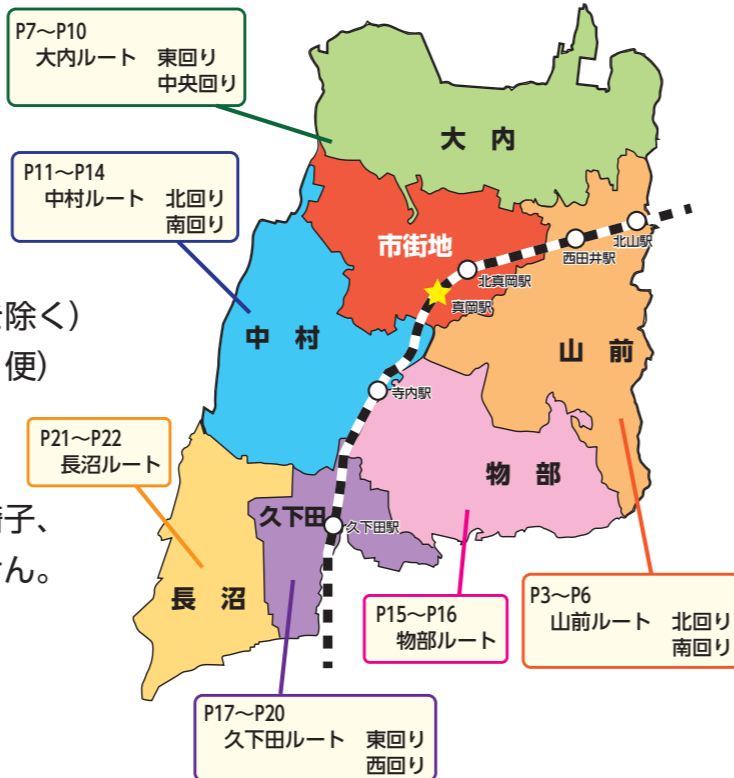 P7～P10
大内ルート 東回り
中央回り
大 内
P11～P14
中村ルート 北回り
南回り
市街地
北山駅
西田井駅
北真岡駅
真岡駅
除く）
便）
中 村
山 前
寺内駅
P21～P22
長沼ルート
物 部
久下田
久下田駅
子、
せん。
長 沼
P15～P16
物部ルート
P3～P6
山前ルート 北回り
南回り
P17～P20
久下田ルート 東回り
西回り